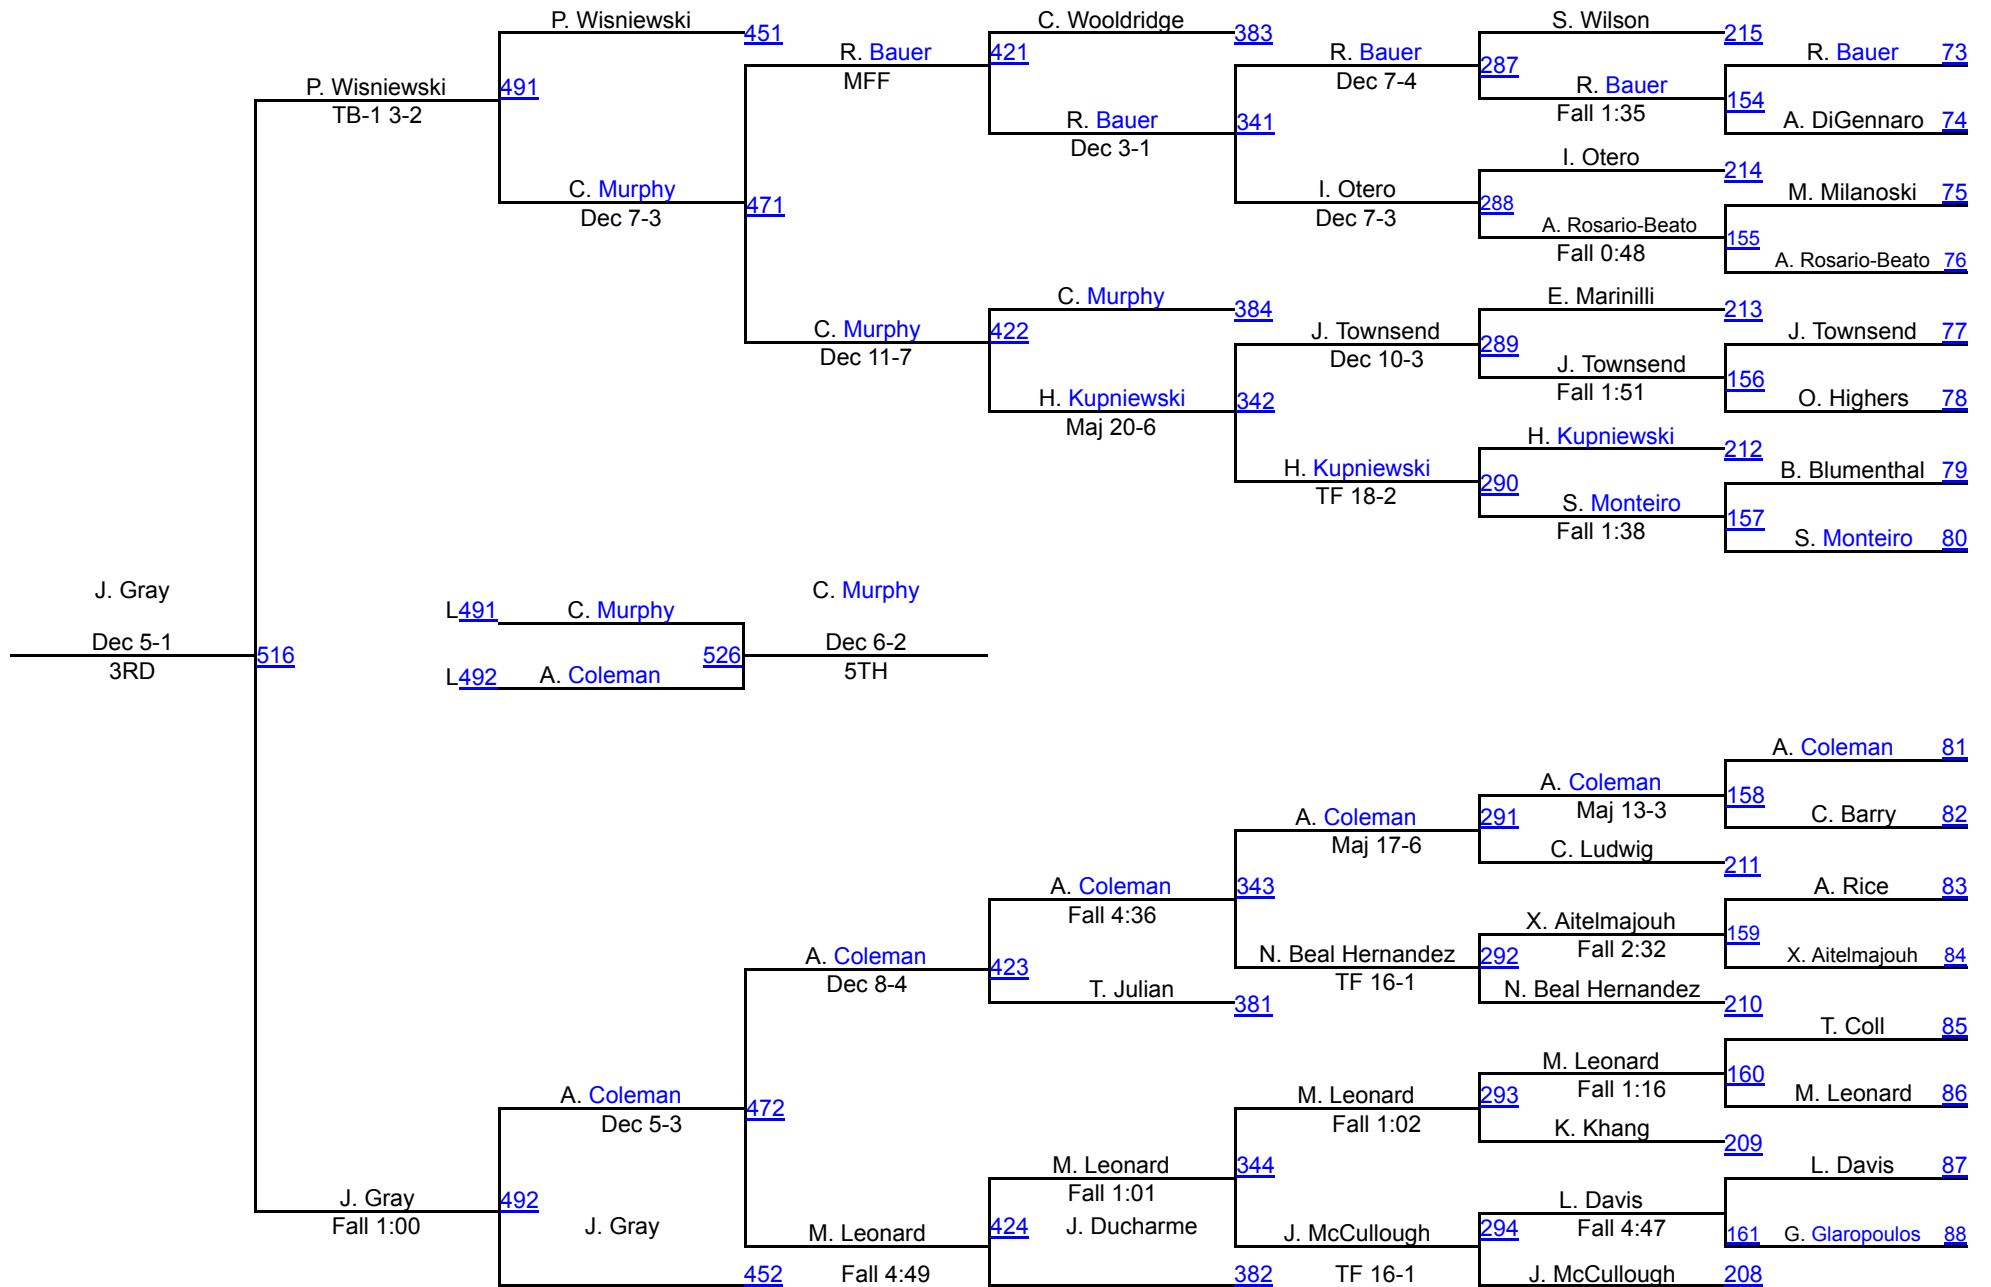 P. Wisniewski
451
C. Wooldridge
383
S. Wilson
215
R. Bauer
421
R. Bauer
287
R. Bauer 73
P. Wisniewski
491
MFF
Dec 7-4
R. Bauer
154
TB-1 3-2
R. Bauer
341
Fall 1:35
A. DiGennaro 74
Dec 3-1
I. Otero
214
C. Murphy
471
I. Otero
288
M. Milanoski 75
Dec 7-3
Dec 7-3
A. Rosario-Beato
155
Fall 0:48
A. Rosario-Beato 76
C. Murphy
384
E. Marinilli
213
C. Murphy
422
J. Townsend
289
J. Townsend 77
Dec 11-7
Dec 10-3
J. Townsend
156
H. Kupniewski
342
Fall 1:51
O. Highers 78
Maj 20-6
H. Kupniewski
212
H. Kupniewski
290
B. Blumenthal 79
TF 18-2
S. Monteiro
157
Fall 1:38
S. Monteiro 80
J. Gray
L491
C. Murphy
C. Murphy
Dec 5-1
516
526
Dec 6-2
3RD
L492
A. Coleman
5TH
A. Coleman 81
A. Coleman
158
A. Coleman
291
Maj 13-3
C. Barry 82
Maj 17-6
C. Ludwig
211
A. Coleman
343
A. Rice 83
Fall 4:36
X. Aitelmajouh
159
A. Coleman
423
N. Beal Hernandez
292
Fall 2:32
X. Aitelmajouh 84
Dec 8-4
T. Julian
381
TF 16-1
N. Beal Hernandez
210
T. Coll 85
A. Coleman
472
M. Leonard
293
M. Leonard
160
Dec 5-3
Fall 1:02
Fall 1:16
M. Leonard 86
K. Khang
209
M. Leonard
344
L. Davis 87
J. Gray
492
Fall 1:01
L. Davis
161
Fall 1:00
J. Gray
M. Leonard
424
J. Ducharme
J. McCullough
294
Fall 4:47
G. Glaropoulos 88
452
Fall 4:49
382
TF 16-1
J. McCullough
208